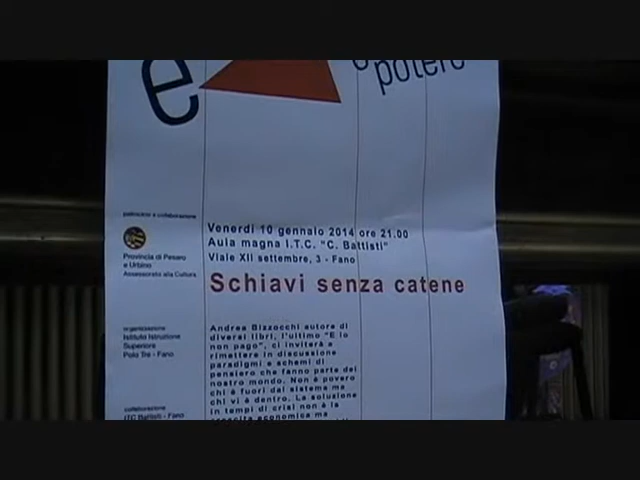 e
potere
patrocinio e collaborazione
Provincia di Pesaro
e Urbino
Assessorato alla Cultura
Venerdì 10 gennaio 2014 ore 21.00
Aula magna I.T.C. "C. Battisti"
Viale XII settembre, 3 - Fano
Schiavi senza catene
organizzazione
Istituto Istruzione
Superiore
Polo Tre - Fano
Andrea Bizzocchi autore di
diversi libri, l'ultimo "E io
non pago", ci inviterà a
rimettere in discussione
paradigmi e schemi di
pensiero che fanno parte del
nostro mondo. Non è povero
chi è fuori dal sistema ma
chi vi è dentro. La soluzione
in tempi di crisi non è la
crescita economica ma
collaborazione
ITC Battisti - Fano